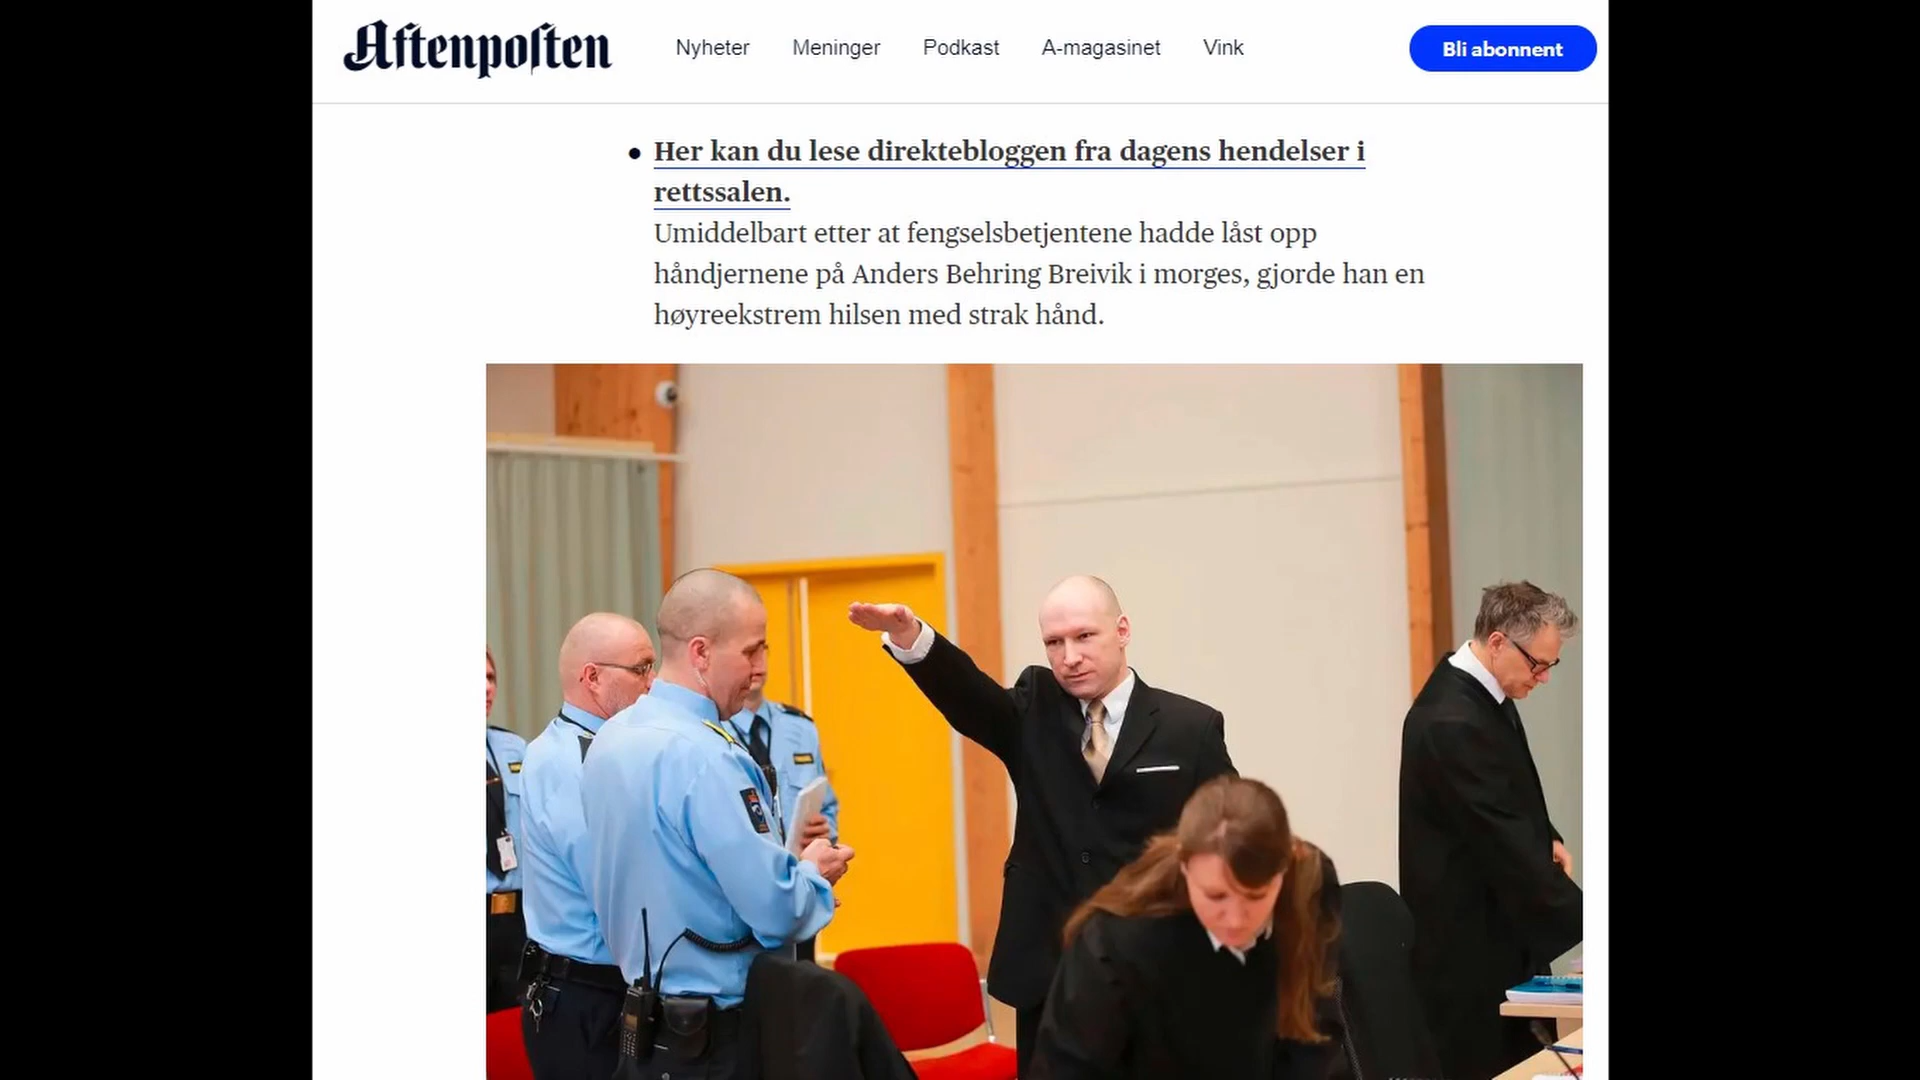 Aftenposten
Nyheter Meninger Podkast A-magasinet Vink Bli abonnent
Her kan du lese direktebloggen fra dagens hendelser i
rettssalen.
Umiddelbart etter at fengselsbetjentene hadde låst opp
håndjernene på Anders Behring Breivik i morges, gjorde han en
høyreekstrem hilsen med strak hånd.